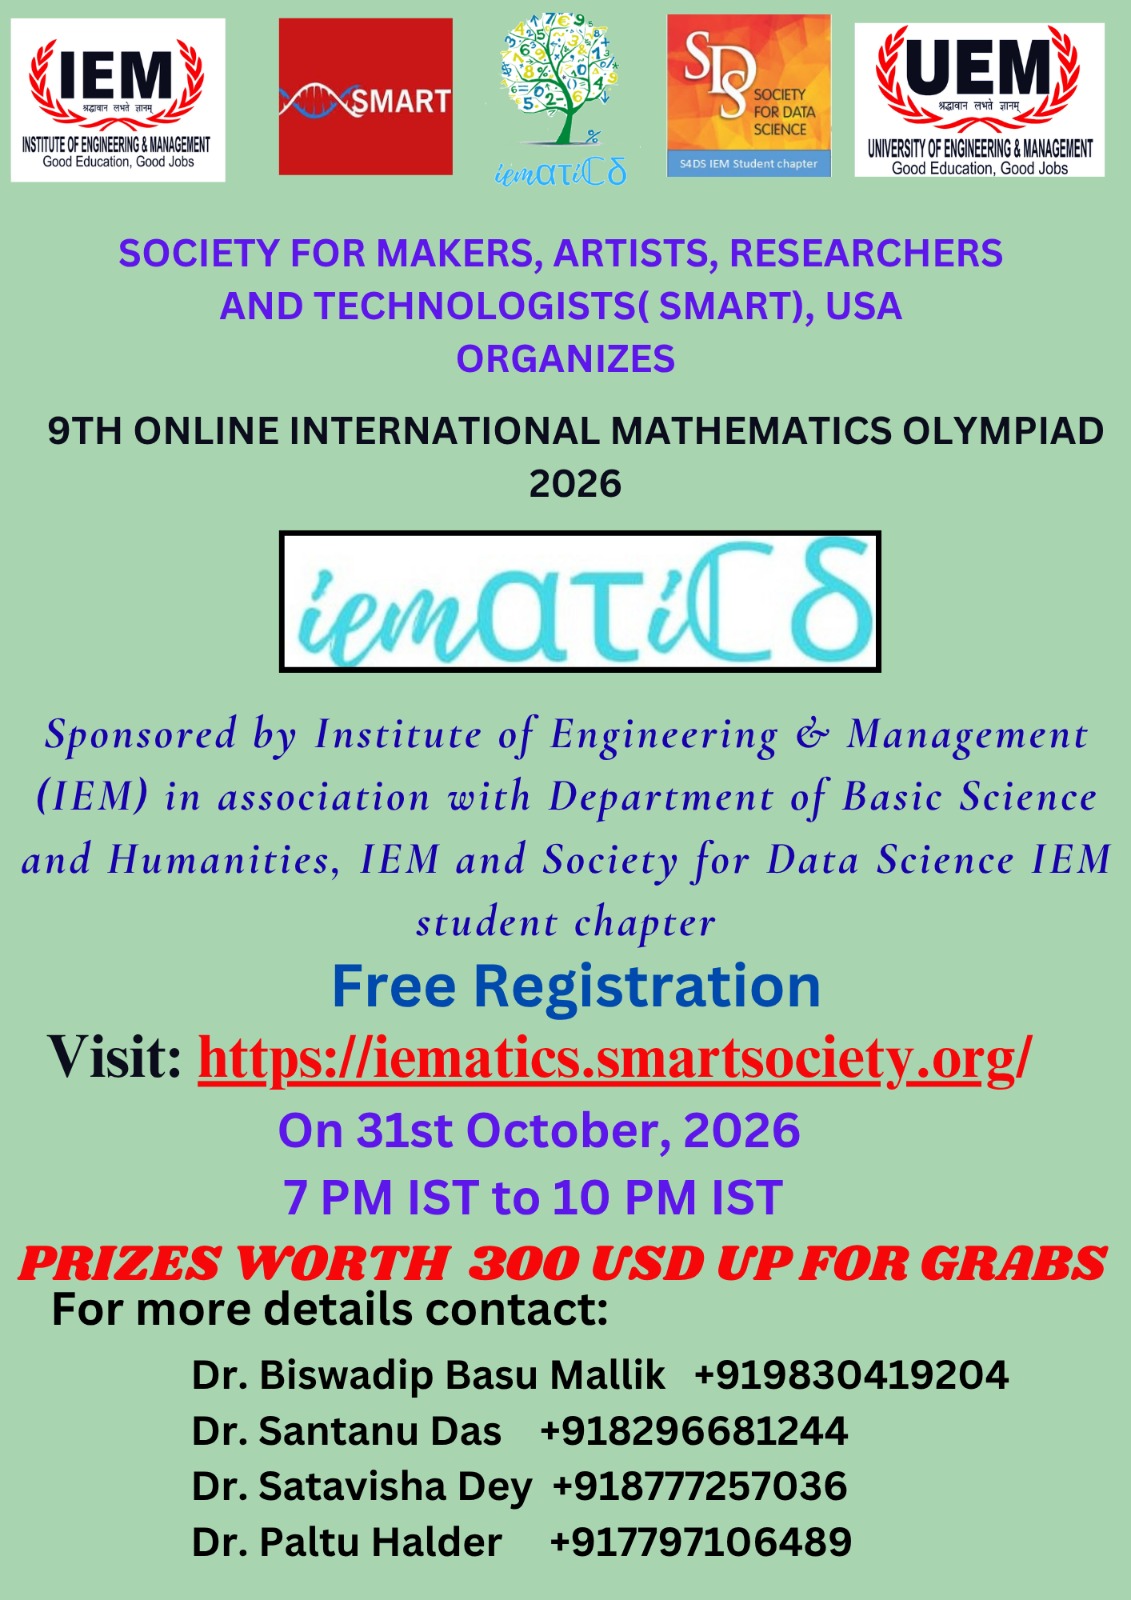 IEM
श्रद्धावान लभते ज्ञानम्
INSTITUTE OF ENGINEERING & MANAGEMENT
Good Education, Good Jobs
SMART
iemατiℂδ
SDS
SOCIETY
FOR DATA
SCIENCE
S4DS IEM Student chapter
UEM
श्रद्धावान लभते ज्ञानम्
UNIVERSITY OF ENGINEERING & MANAGEMENT
Good Education, Good Jobs
SOCIETY FOR MAKERS, ARTISTS, RESEARCHERS
AND TECHNOLOGISTS( SMART), USA
ORGANIZES
9TH ONLINE INTERNATIONAL MATHEMATICS OLYMPIAD
2026
iemατiℂδ
Sponsored by Institute of Engineering & Management
(IEM) in association with Department of Basic Science
and Humanities, IEM and Society for Data Science IEM
student chapter
Free Registration
Visit: https://iematics.smartsociety.org/
On 31st October, 2026
7 PM IST to 10 PM IST
PRIZES WORTH 300 USD UP FOR GRABS
For more details contact:
Dr. Biswadip Basu Mallik +919830419204
Dr. Santanu Das +918296681244
Dr. Satavisha Dey +918777257036
Dr. Paltu Halder +917797106489